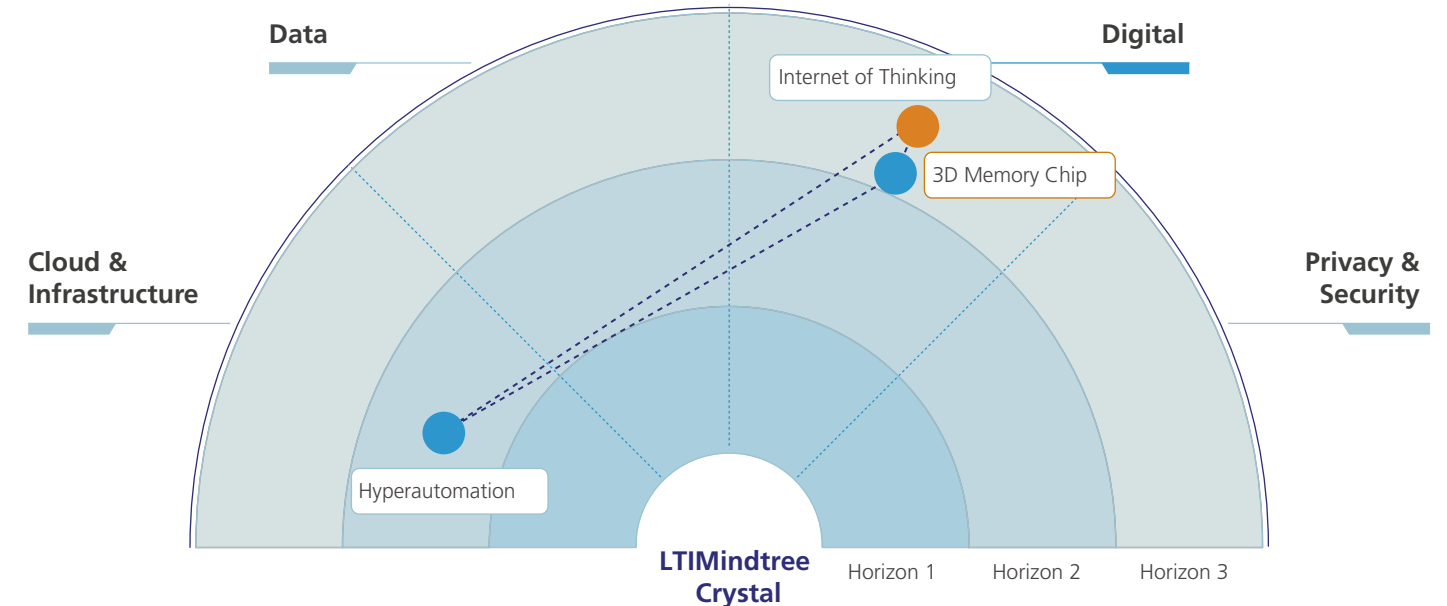 Data
Digital
Internet of Thinking
3D Memory Chip
Cloud &
Infrastructure
Privacy &
Security
Hyperautomation
LTIMindtree
Crystal
Horizon 1
Horizon 2
Horizon 3